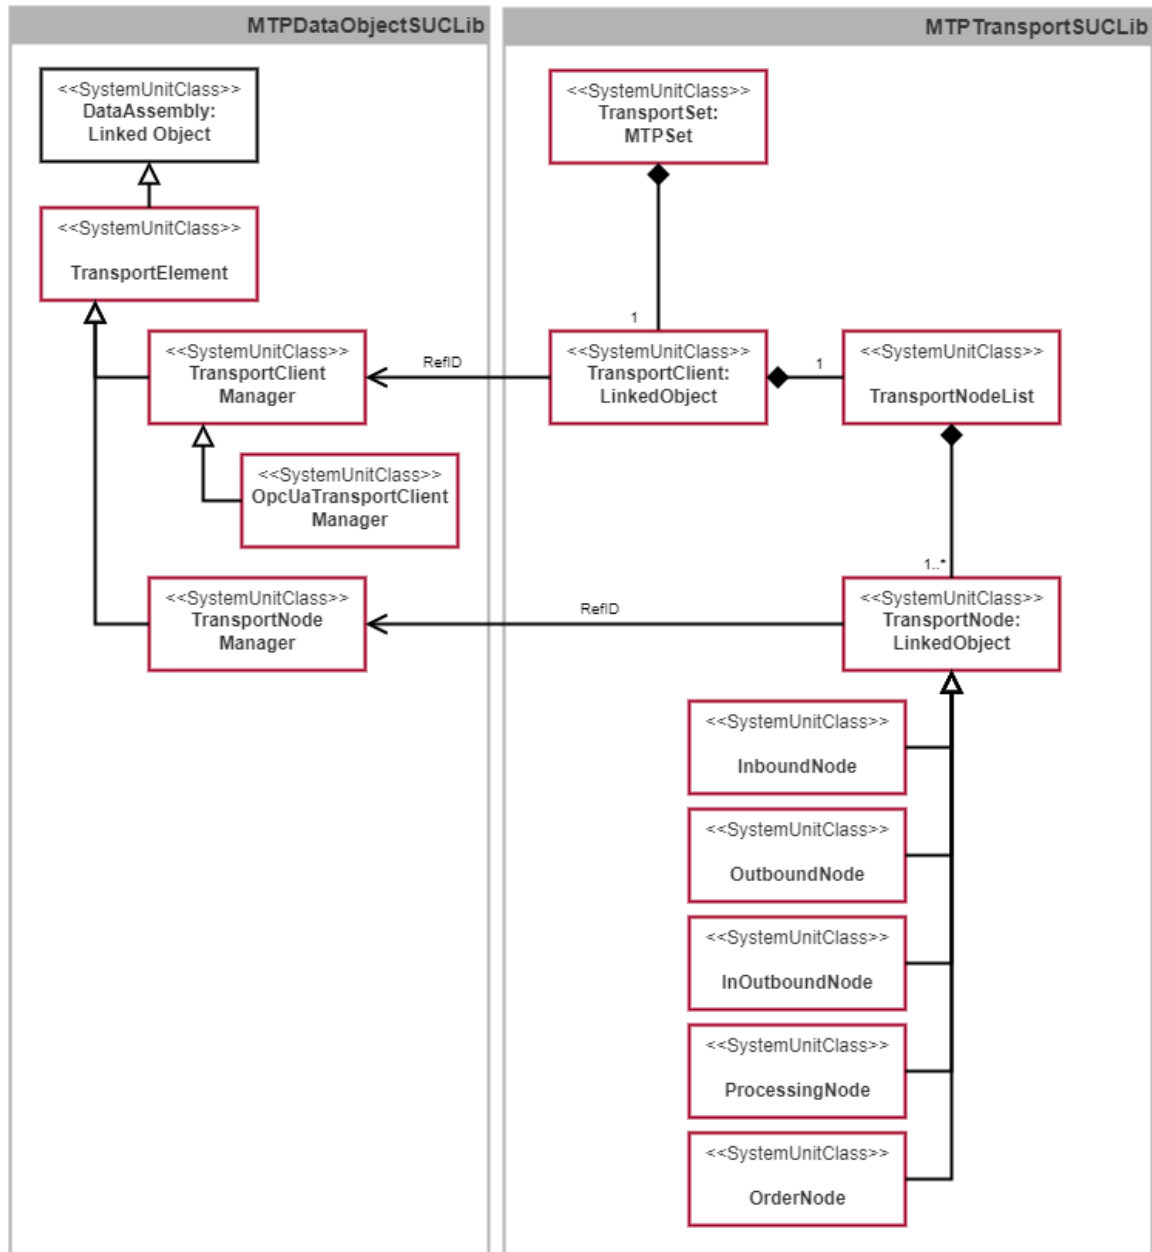 MTPDataObjectSUCLib
<<SystemUnitClass>>
DataAssembly:
Linked Object
<<SystemUnitClass>>
TransportElement
<<SystemUnitClass>>
TransportClient
Manager
<<SystemUnitClass>>
OpcUaTransportClient
Manager
<<SystemUnitClass>>
TransportNode
Manager
MTPTransportSUCLib
<<SystemUnitClass>>
TransportSet:
MTPSet
1
RefID
<<SystemUnitClass>>
TransportClient:
LinkedObject
1
<<SystemUnitClass>>
TransportNodeList
1..*
RefID
<<SystemUnitClass>>
TransportNode:
LinkedObject
<<SystemUnitClass>>
InboundNode
<<SystemUnitClass>>
OutboundNode
<<SystemUnitClass>>
InOutboundNode
<<SystemUnitClass>>
ProcessingNode
<<SystemUnitClass>>
OrderNode